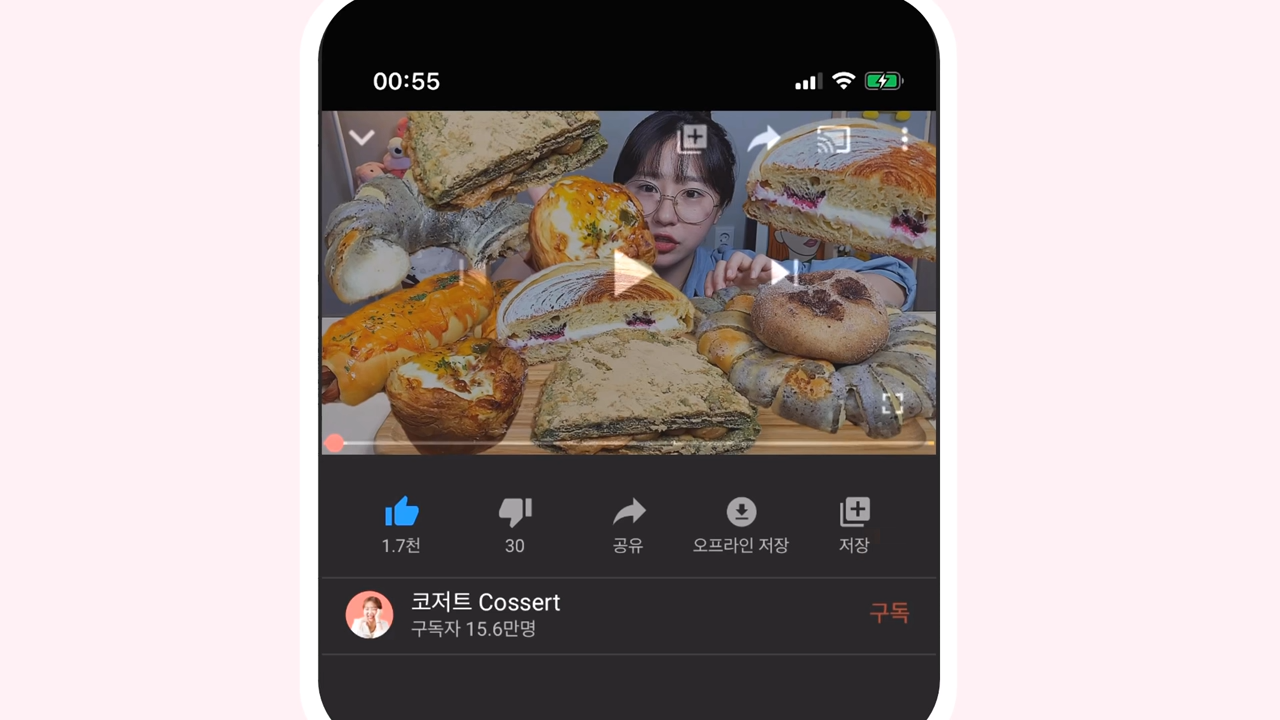 00:55
1.7천
30
공유
오프라인 저장
저장
코저트 Cossert
구독
구독자 15.6만명